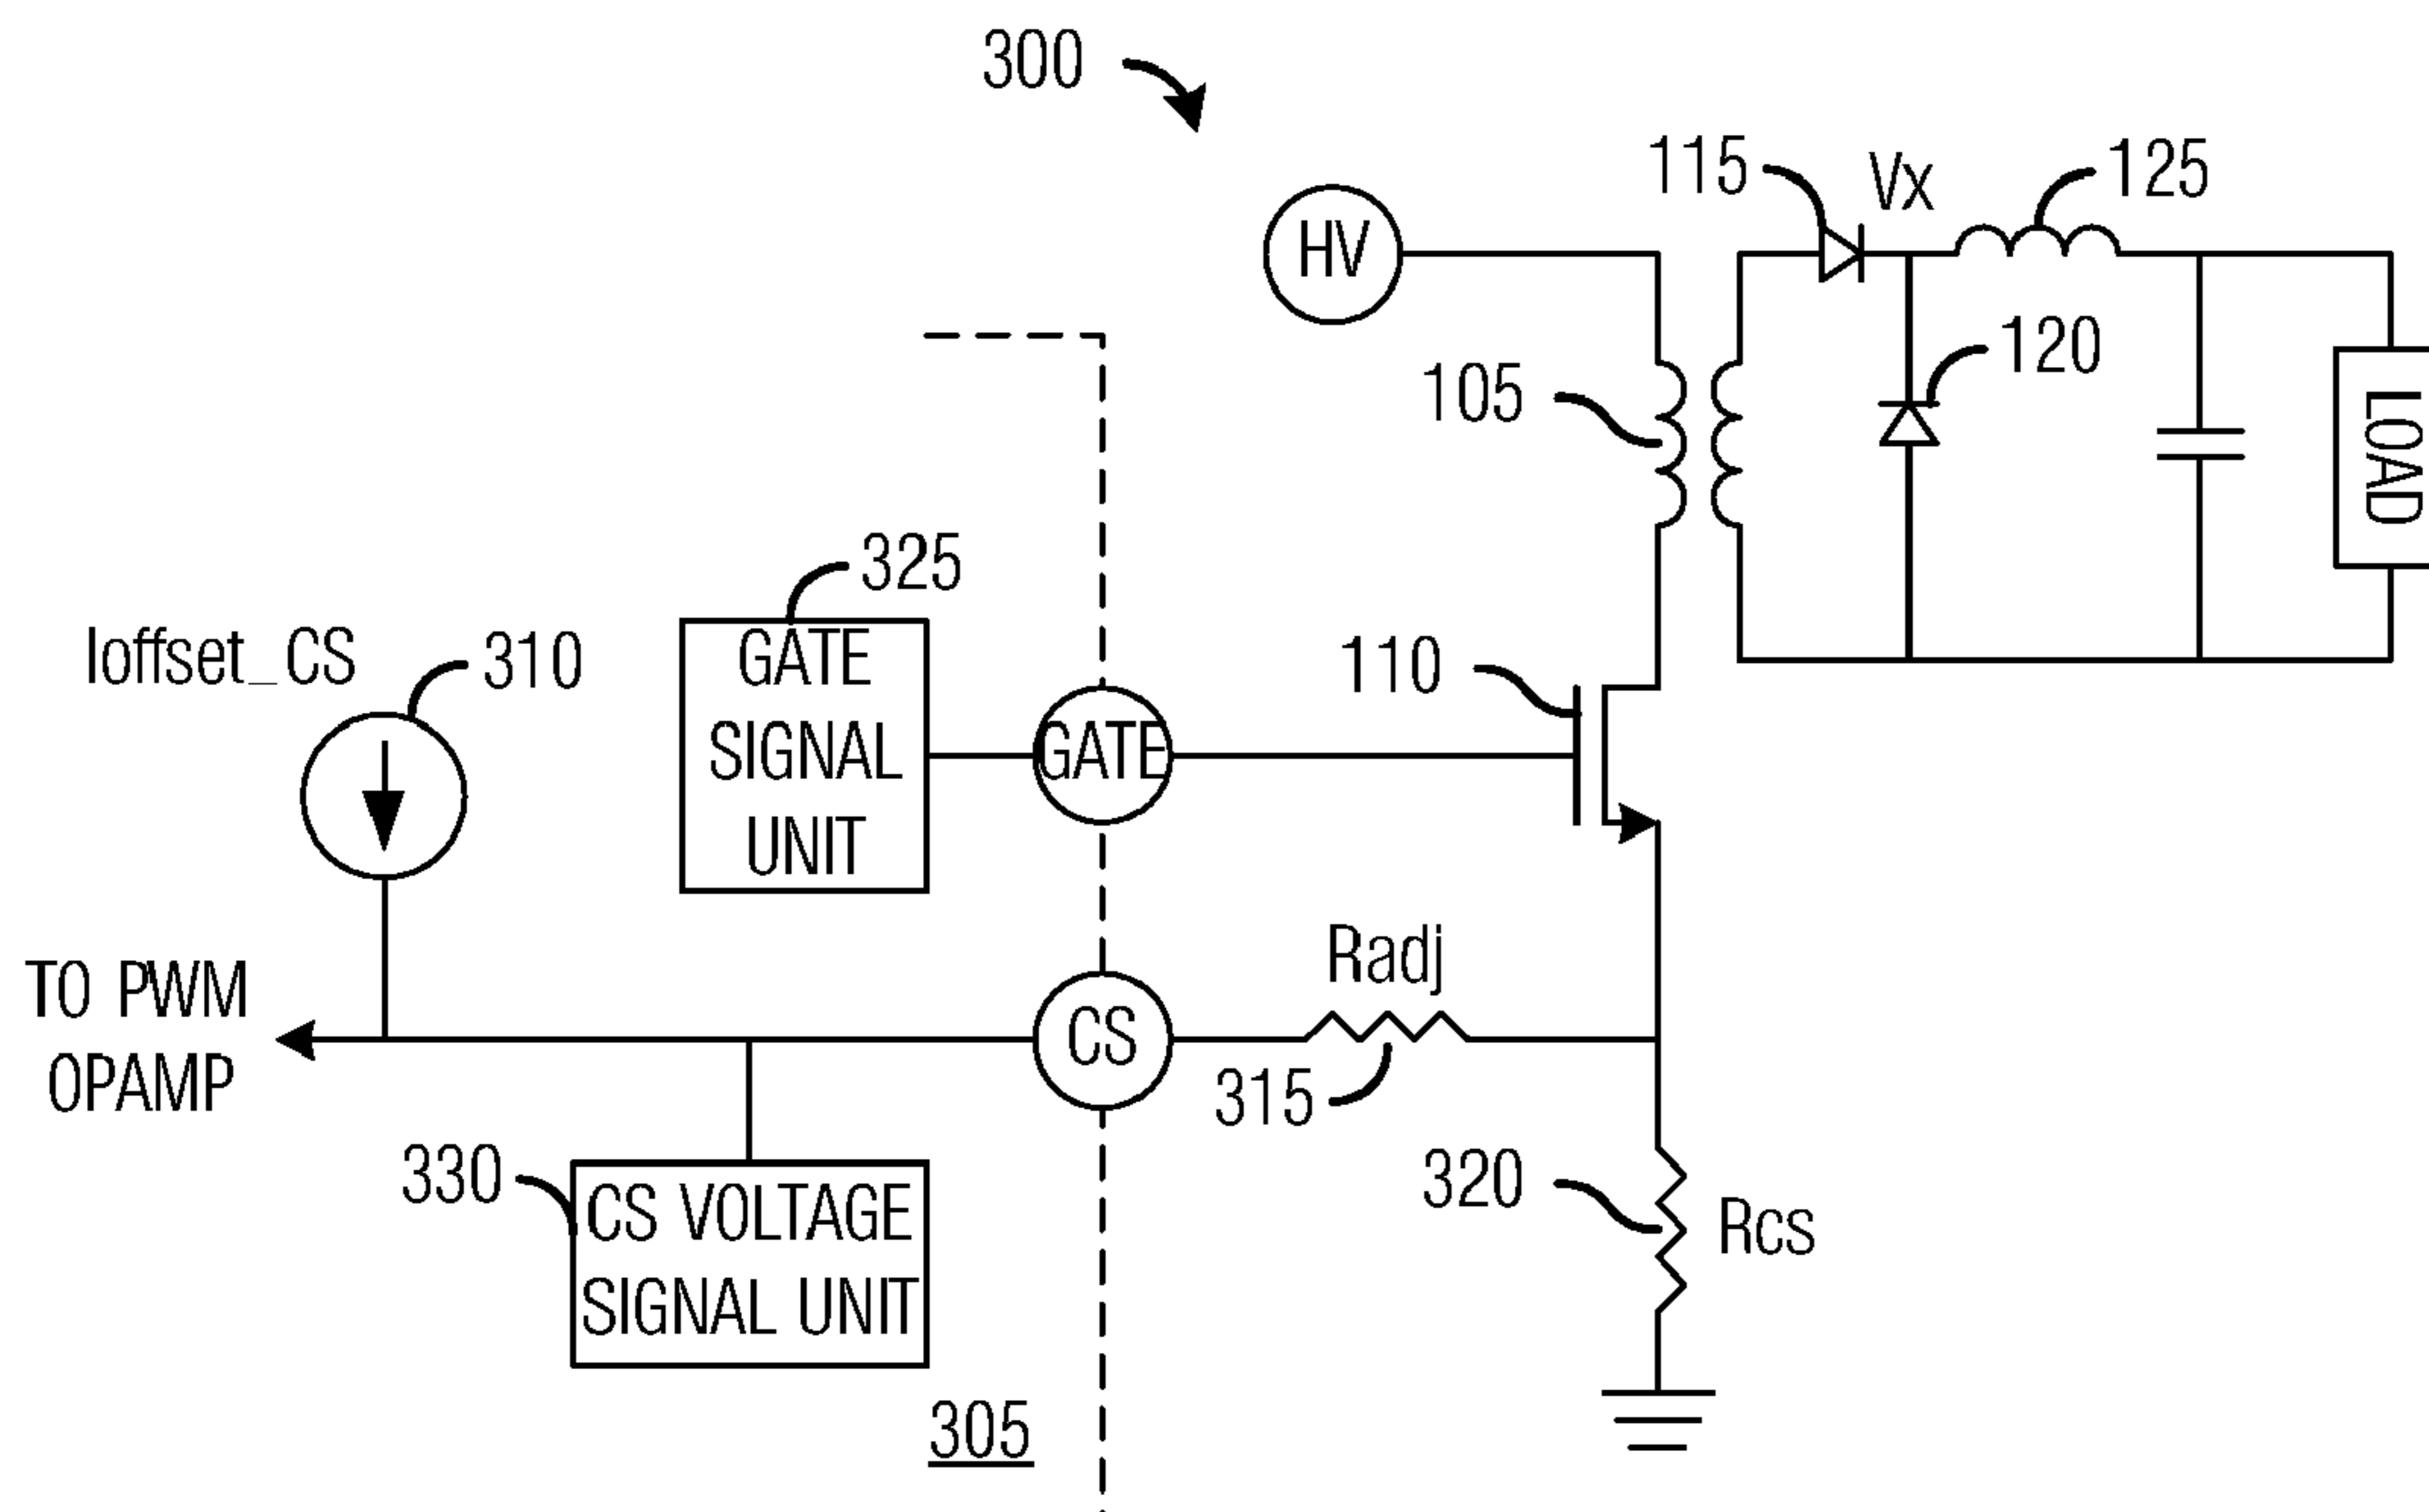 300
115
Vx
125
HV
120
105
LOAD
325
GATE
SIGNAL
UNIT
Ioffset_CS
310
110
GATE
Radj
TO PWM
OPAMP
CS
315
330
CS VOLTAGE
SIGNAL UNIT
320
RCS
305